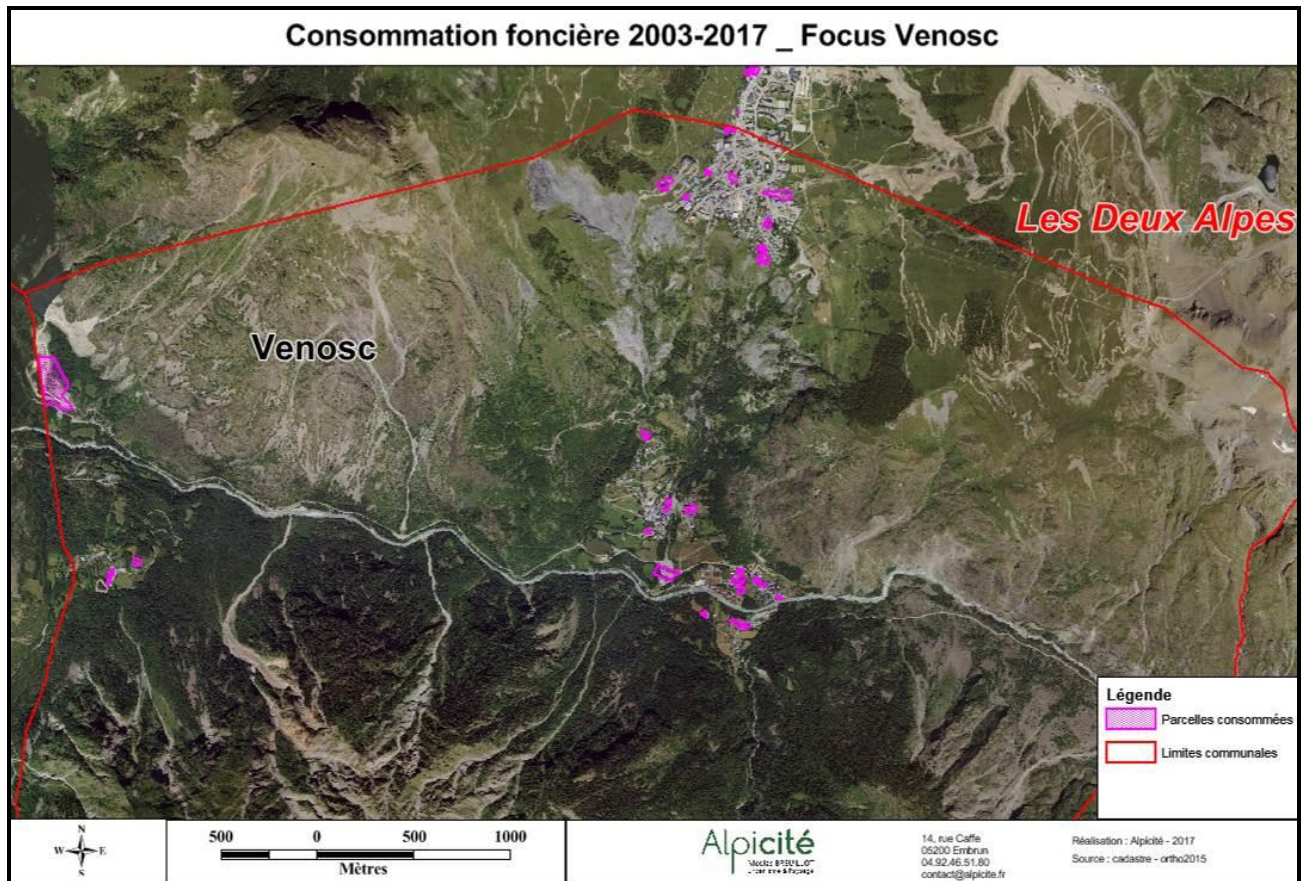 Consommation foncière 2003-2017 _ Focus Venosc
Les Deux Alpes
Venosc
Légende
Parcelles consommées
Limites communales
N
W E
S
500 0 500 1000
Mètres
Alpicité
14, rue Caffe
05200 Embrun
04.92.46.51.80
contact@alpicite.fr
Réalisation : Alpicité - 2017
Source : cadastre - ortho2015